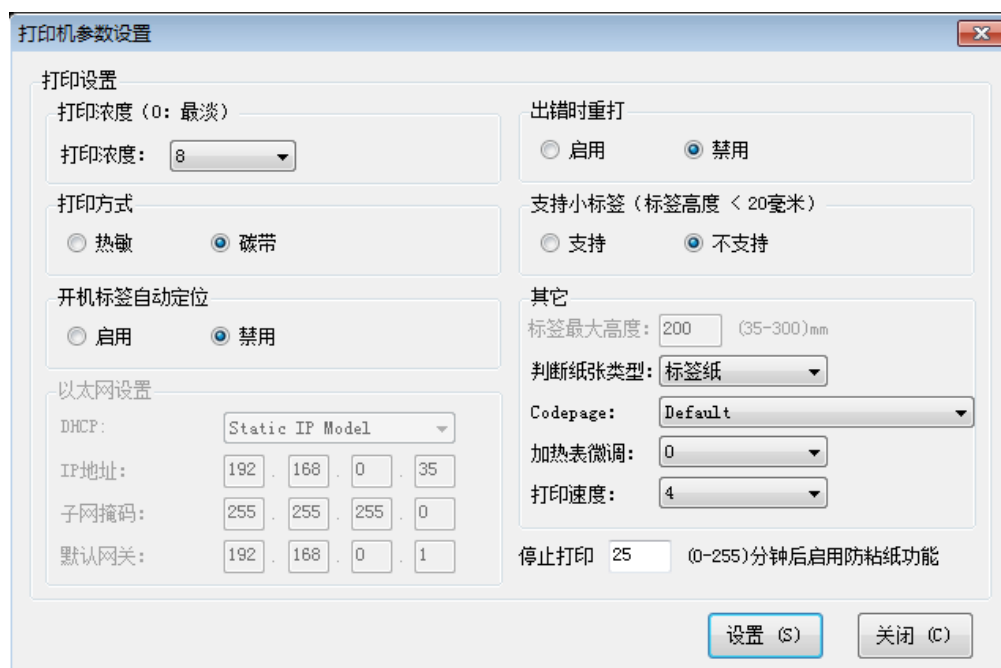 打印机参数设置
打印设置
打印浓度（0: 最淡）
打印浓度: 8
打印方式
热敏 碳带
开机标签自动定位
启用 禁用
以太网设置
DHCP: Static IP Model
IP地址: 192 . 168 . 0 . 35
子网掩码: 255 . 255 . 255 . 0
默认网关: 192 . 168 . 0 . 1
出错时重打
启用 禁用
支持小标签（标签高度 < 20毫米）
支持 不支持
其它
标签最大高度: 200 (35-300)mm
判断纸张类型: 标签纸
Codepage: Default
加热表微调: 0
打印速度: 4
停止打印 25 (0-255)分钟后启用防粘纸功能
设置 (S) 关闭 (C)